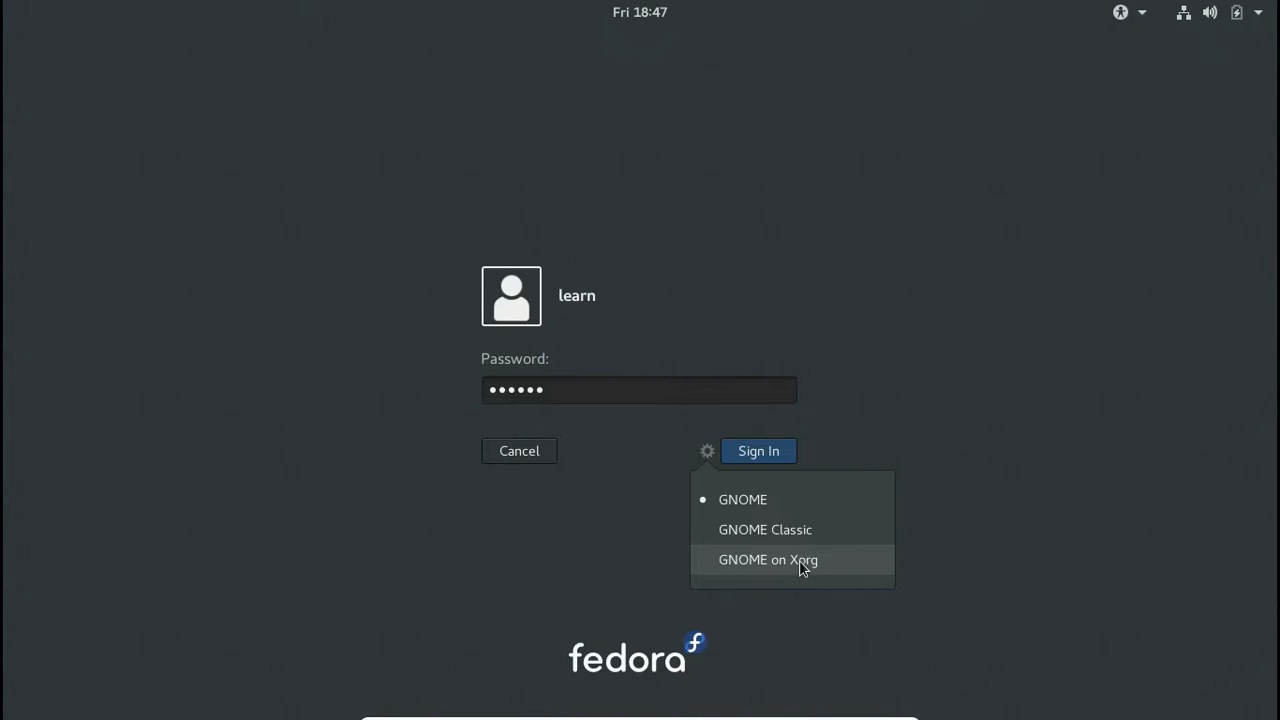 Fri 18:47
learn
Password:
••••••
Cancel
Sign In
GNOME
GNOME Classic
GNOME on Xorg
fedora